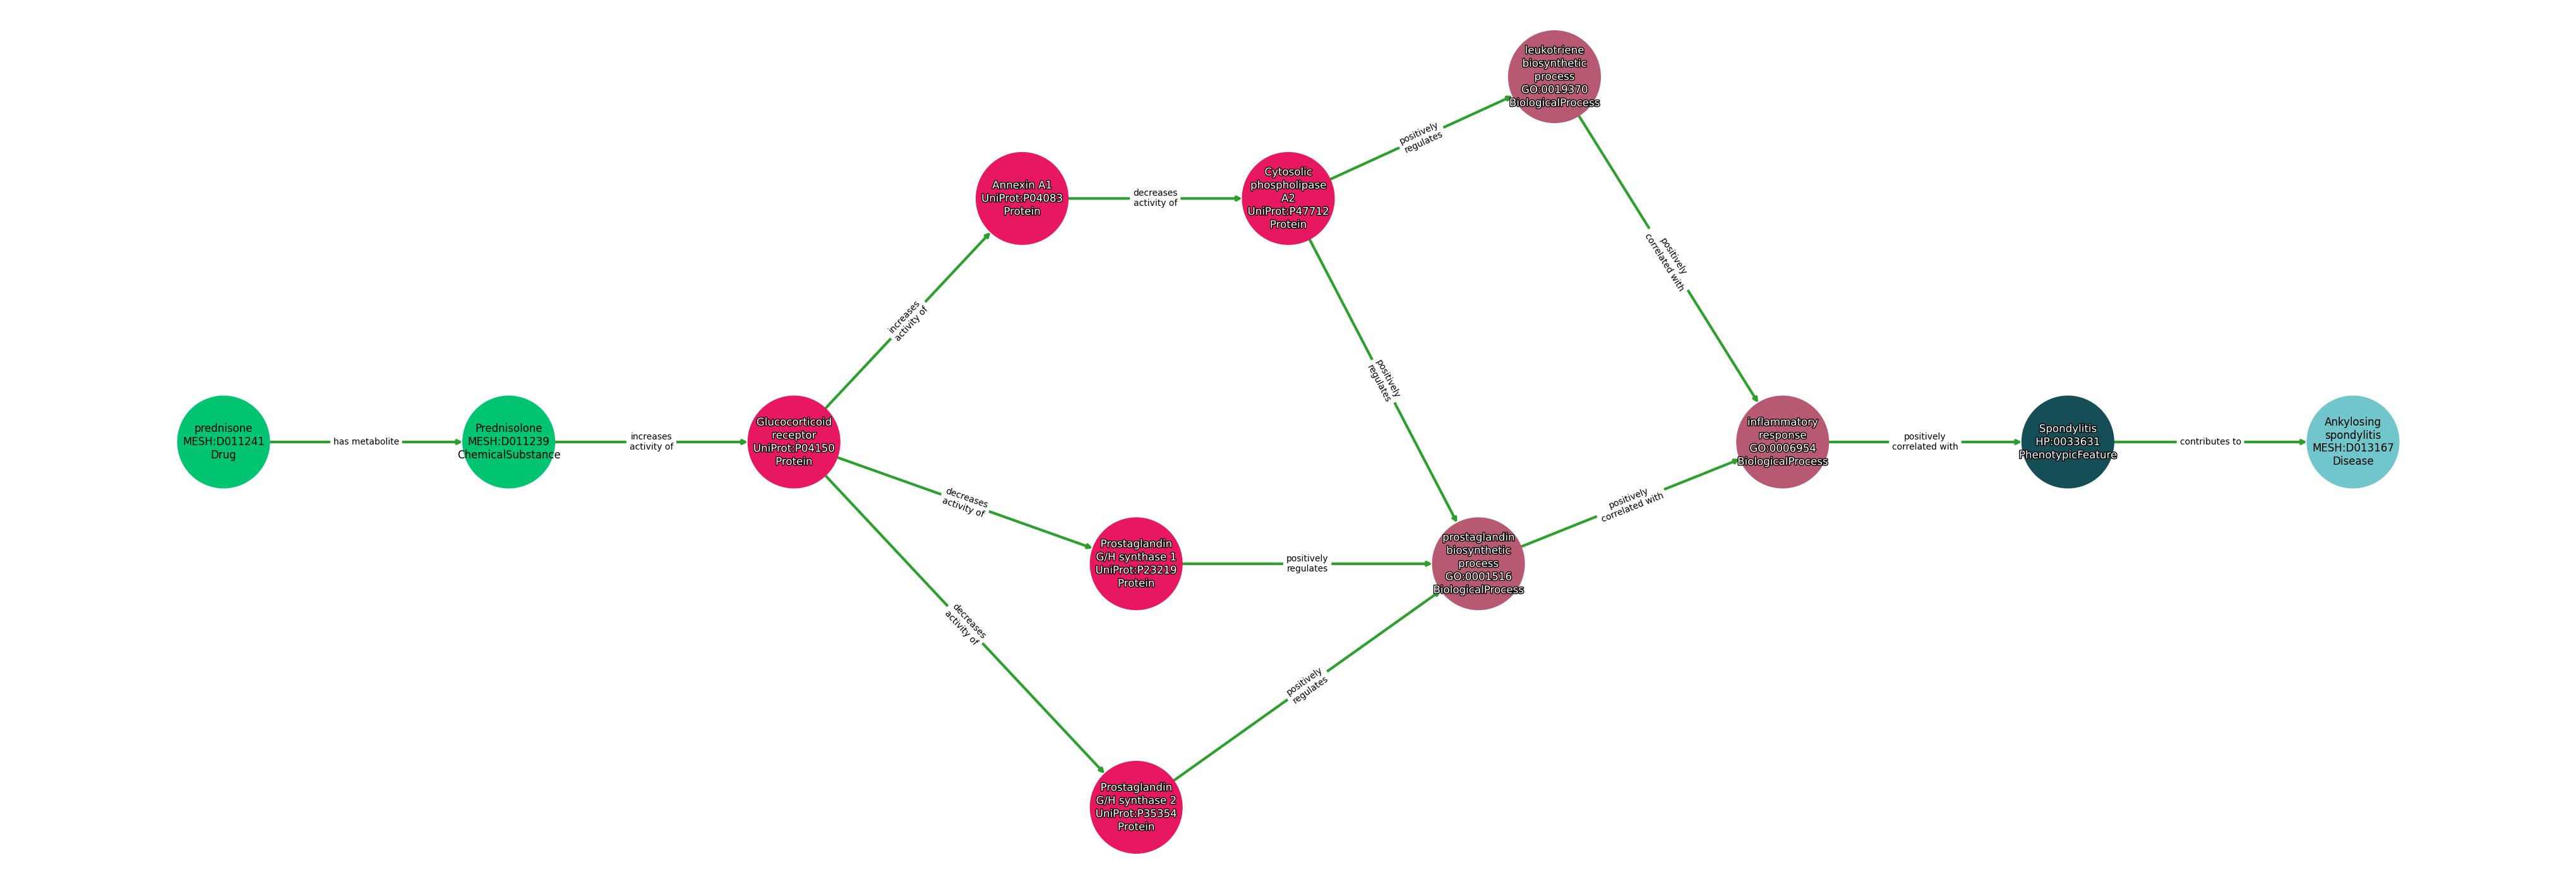 leukotriene
biosynthetic
process
GO:0019370
BiologicalProcess
positively
regulates
Annexin A1
UniProt:P04083
Protein
decreases
activity of
Cytosolic
phospholipase
A2
UniProt:P47712
Protein
positively
correlated with
increases
activity of
positively
regulates
prednisone
MESH:D011241
Drug
has metabolite
Prednisolone
MESH:D011239
ChemicalSubstance
increases
activity of
Glucocorticoid
receptor
UniProt:P04150
Protein
inflammatory
response
GO:0006954
BiologicalProcess
positively
correlated with
Spondylitis
HP:0033631
PhenotypicFeature
contributes to
Ankylosing
spondylitis
MESH:D013167
Disease
decreases
activity of
positively
correlated with
Prostaglandin
G/H synthase 1
UniProt:P23219
Protein
positively
regulates
prostaglandin
biosynthetic
process
GO:0001516
BiologicalProcess
decreases
activity of
positively
regulates
Prostaglandin
G/H synthase 2
UniProt:P35354
Protein